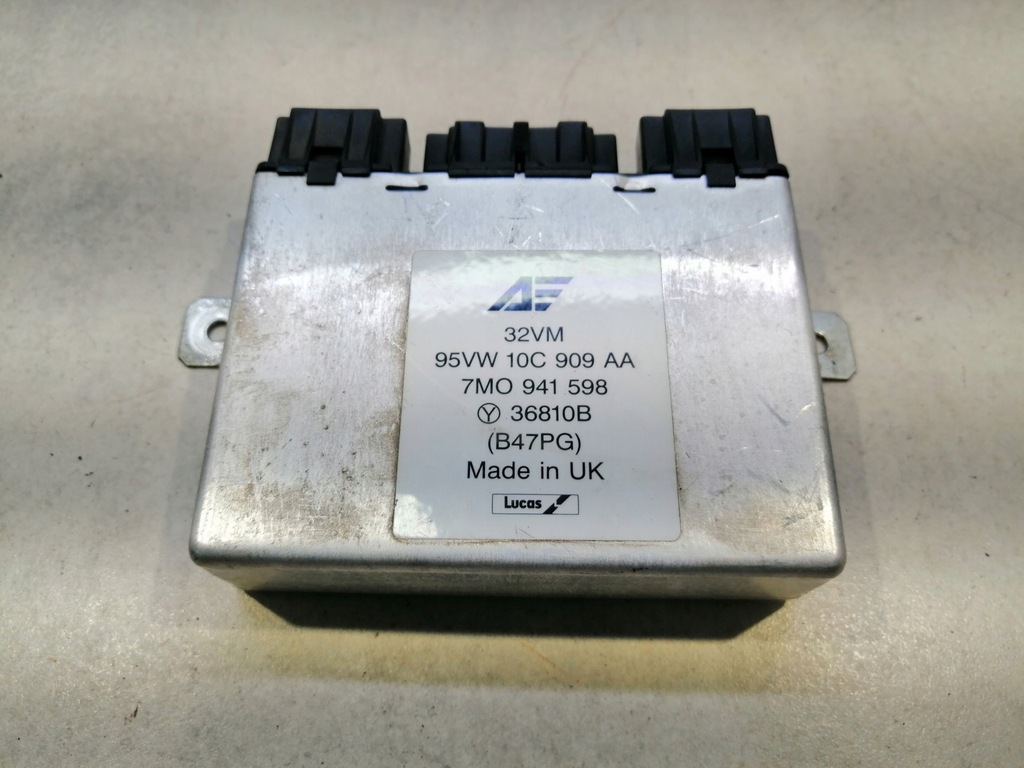 AE
32VM
95VW 10C 909 AA
7MO 941 598
Ⓨ 36810B
(B47PG)
Made in UK
Lucas